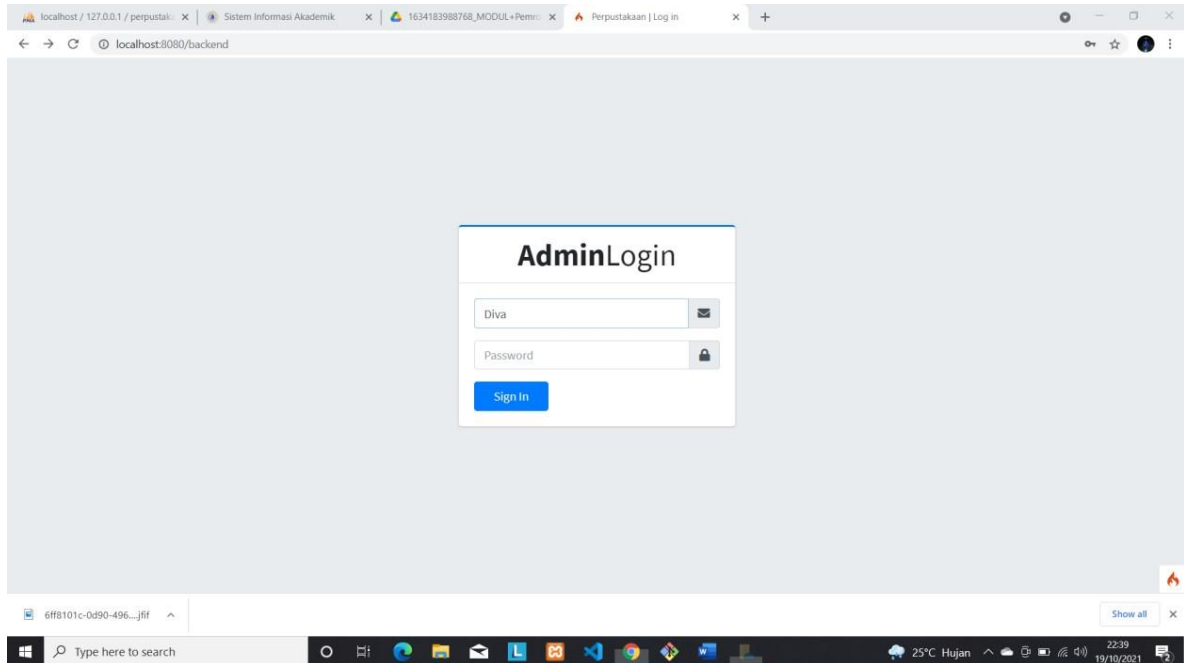 localhost / 127.0.0.1 / perpustak
Sistem Informasi Akademik
1634183988768_MODUL+Pemro
Perpustakaan | Log in
localhost:8080/backend
AdminLogin
Diva
Password
Sign In
6ff8101c-0d90-496....jfif
Show all
Type here to search
25°C Hujan
22:39
19/10/2021